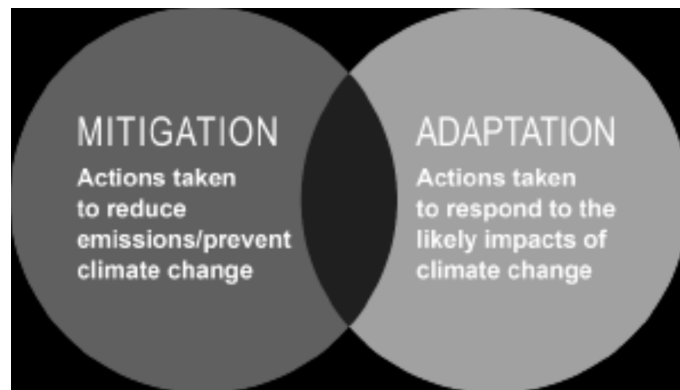 MITIGATION
Actions taken
to reduce
emissions/prevent
climate change
ADAPTATION
Actions taken
to respond to the
likely impacts of
climate change